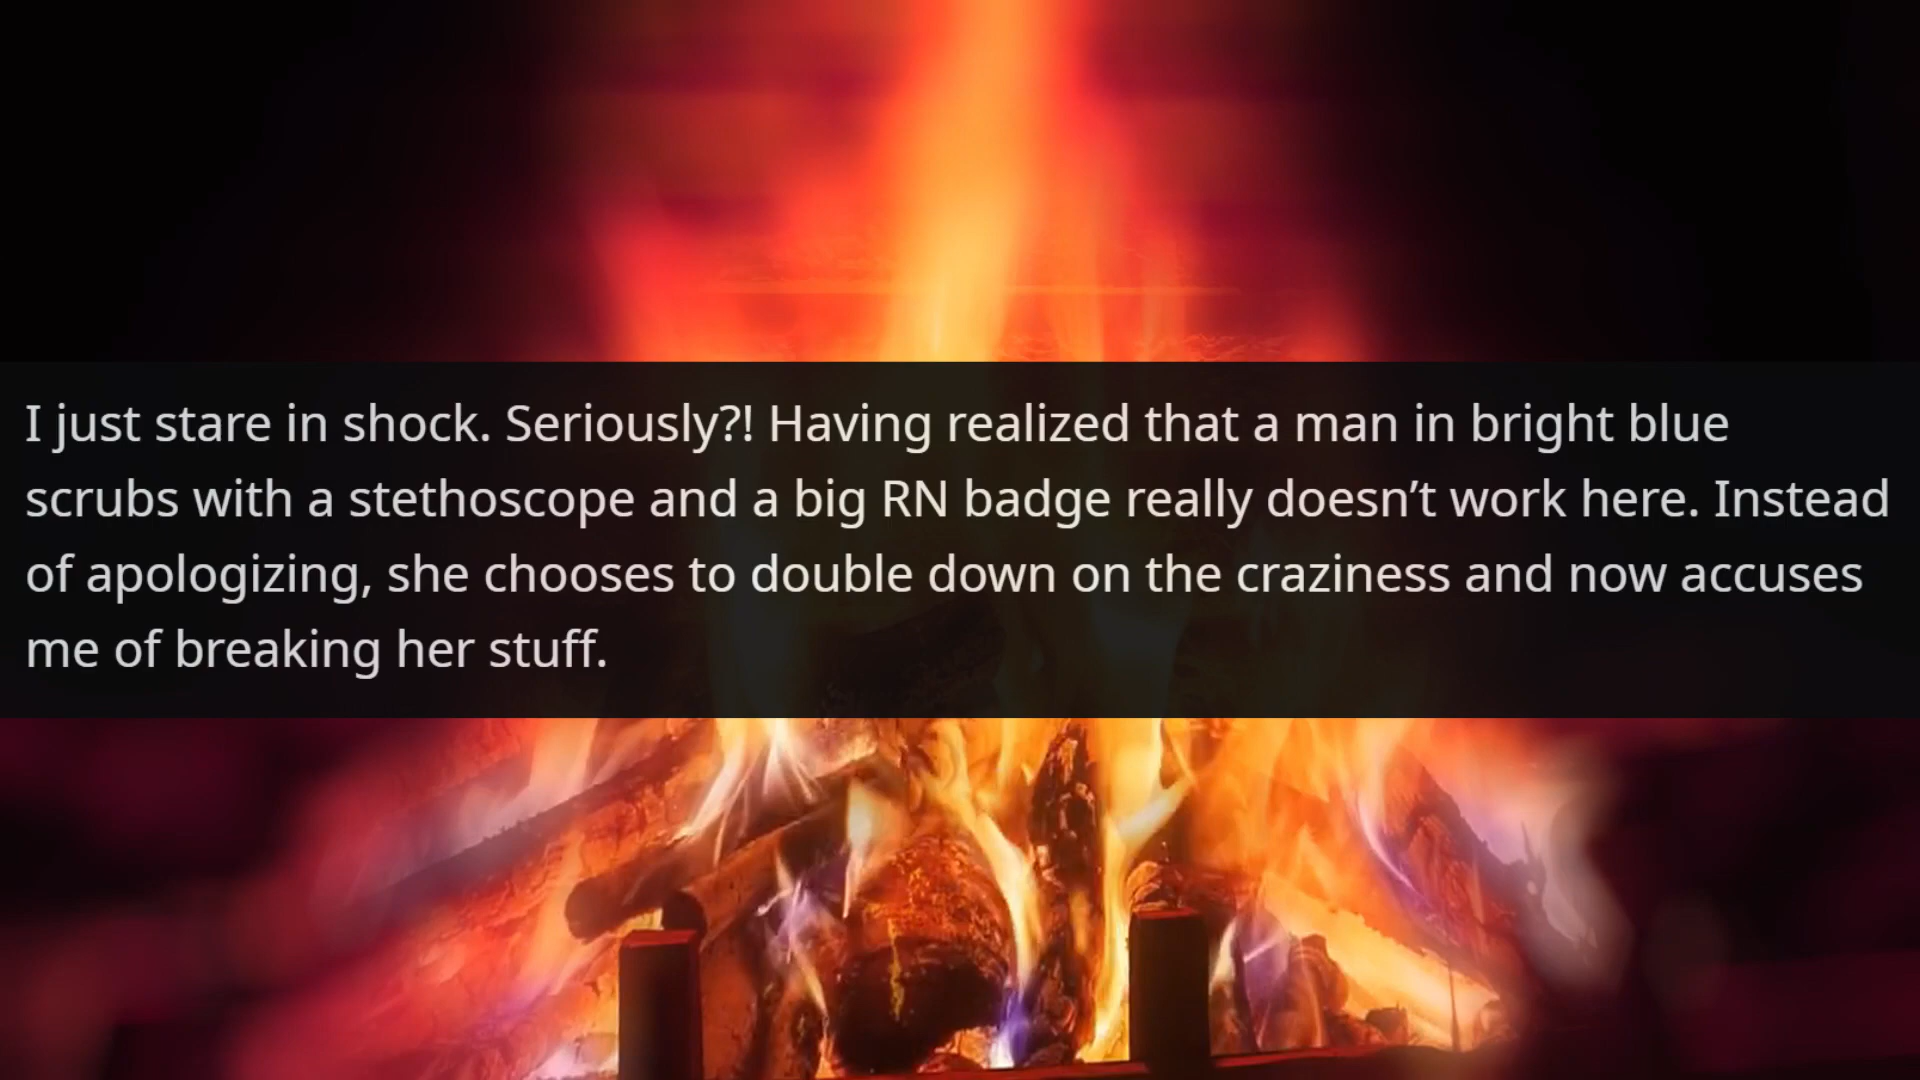 I just stare in shock. Seriously?! Having realized that a man in bright blue
scrubs with a stethoscope and a big RN badge really doesn’t work here. Instead
of apologizing, she chooses to double down on the craziness and now accuses
me of breaking her stuff.